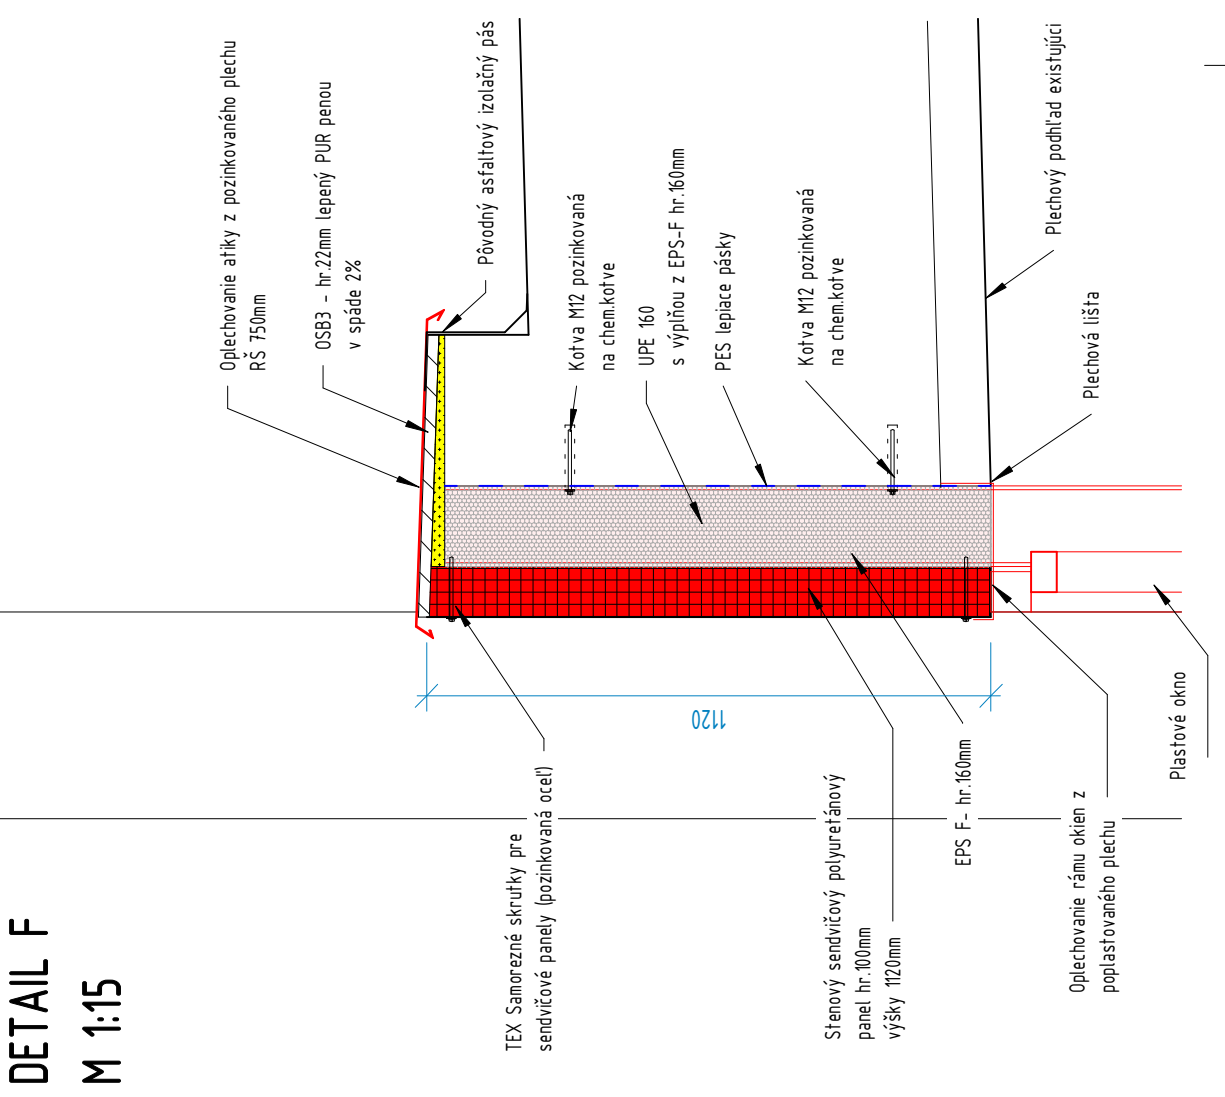 DETAIL F
M 1:15
Oplechovanie atiky z pozinkovaného plechu
RŠ 750mm
OSB3 - hr.22mm lepený PUR penou
v spáde 2%
Pôvodný asfaltový izolačný pás
Kotva M12 pozinkovaná
na chem.kotve
UPE 160
s výplňou z EPS-F hr.160mm
PES lepiace pásky
Kotva M12 pozinkovaná
na chem.kotve
Plechový podhľad existujúci
Plechová lišta
1120
TEX Samorezné skrutky pre
sendvičové panely (pozinkovaná oceľ)
Stenový sendvičový polyuretánový
panel hr.100mm
výšky 1120mm
EPS F- hr.160mm
Oplechovanie rámu okien z
poplastovaného plechu
Plastové okno